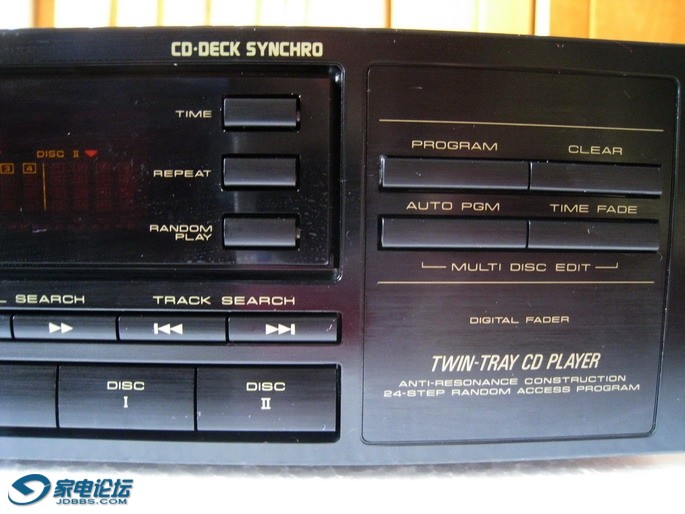 CD·DECK SYNCHRO
TIME
DISC II
3 4
REPEAT
RANDOM
PLAY
L SEARCH
TRACK SEARCH
DISC
I
DISC
II
PROGRAM
CLEAR
AUTO PGM
TIME FADE
MULTI DISC EDIT
DIGITAL FADER
TWIN-TRAY CD PLAYER
ANTI-RESONANCE CONSTRUCTION
24-STEP RANDOM ACCESS PROGRAM
家电论坛
JDBBS.COM